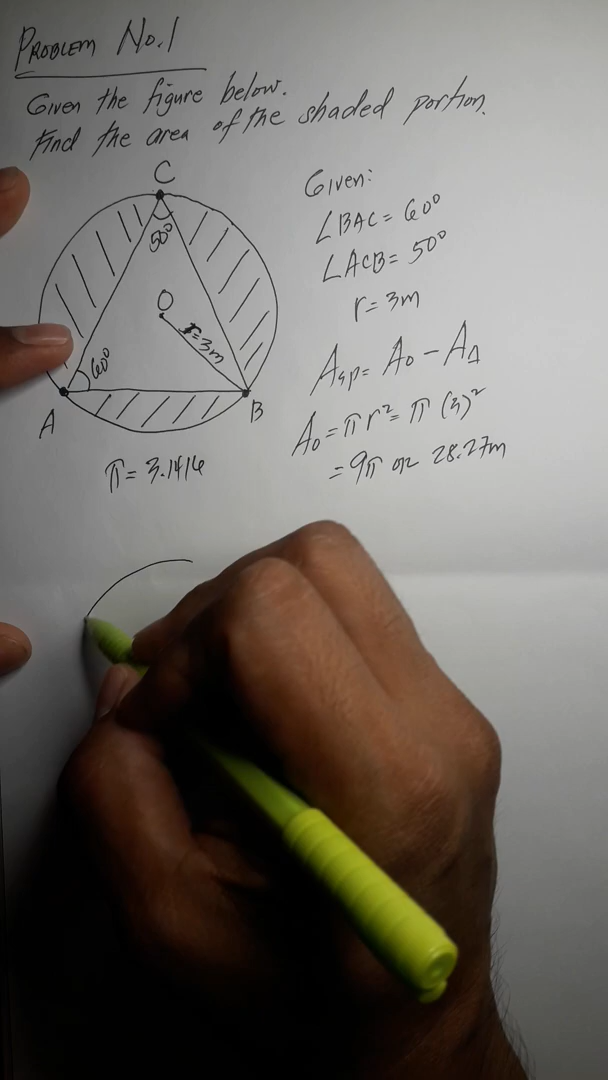 PROBLEM No.1
Given the figure below.
Find the area of the shaded portion.
C
50°
O
r=3m
60°
A
B
π = 3.1416
Given:
∠BAC = 60°
∠ACB = 50°
r = 3m
Asp = Ao - A△
Ao = πr² = π (3)²
= 9π or 28.27m